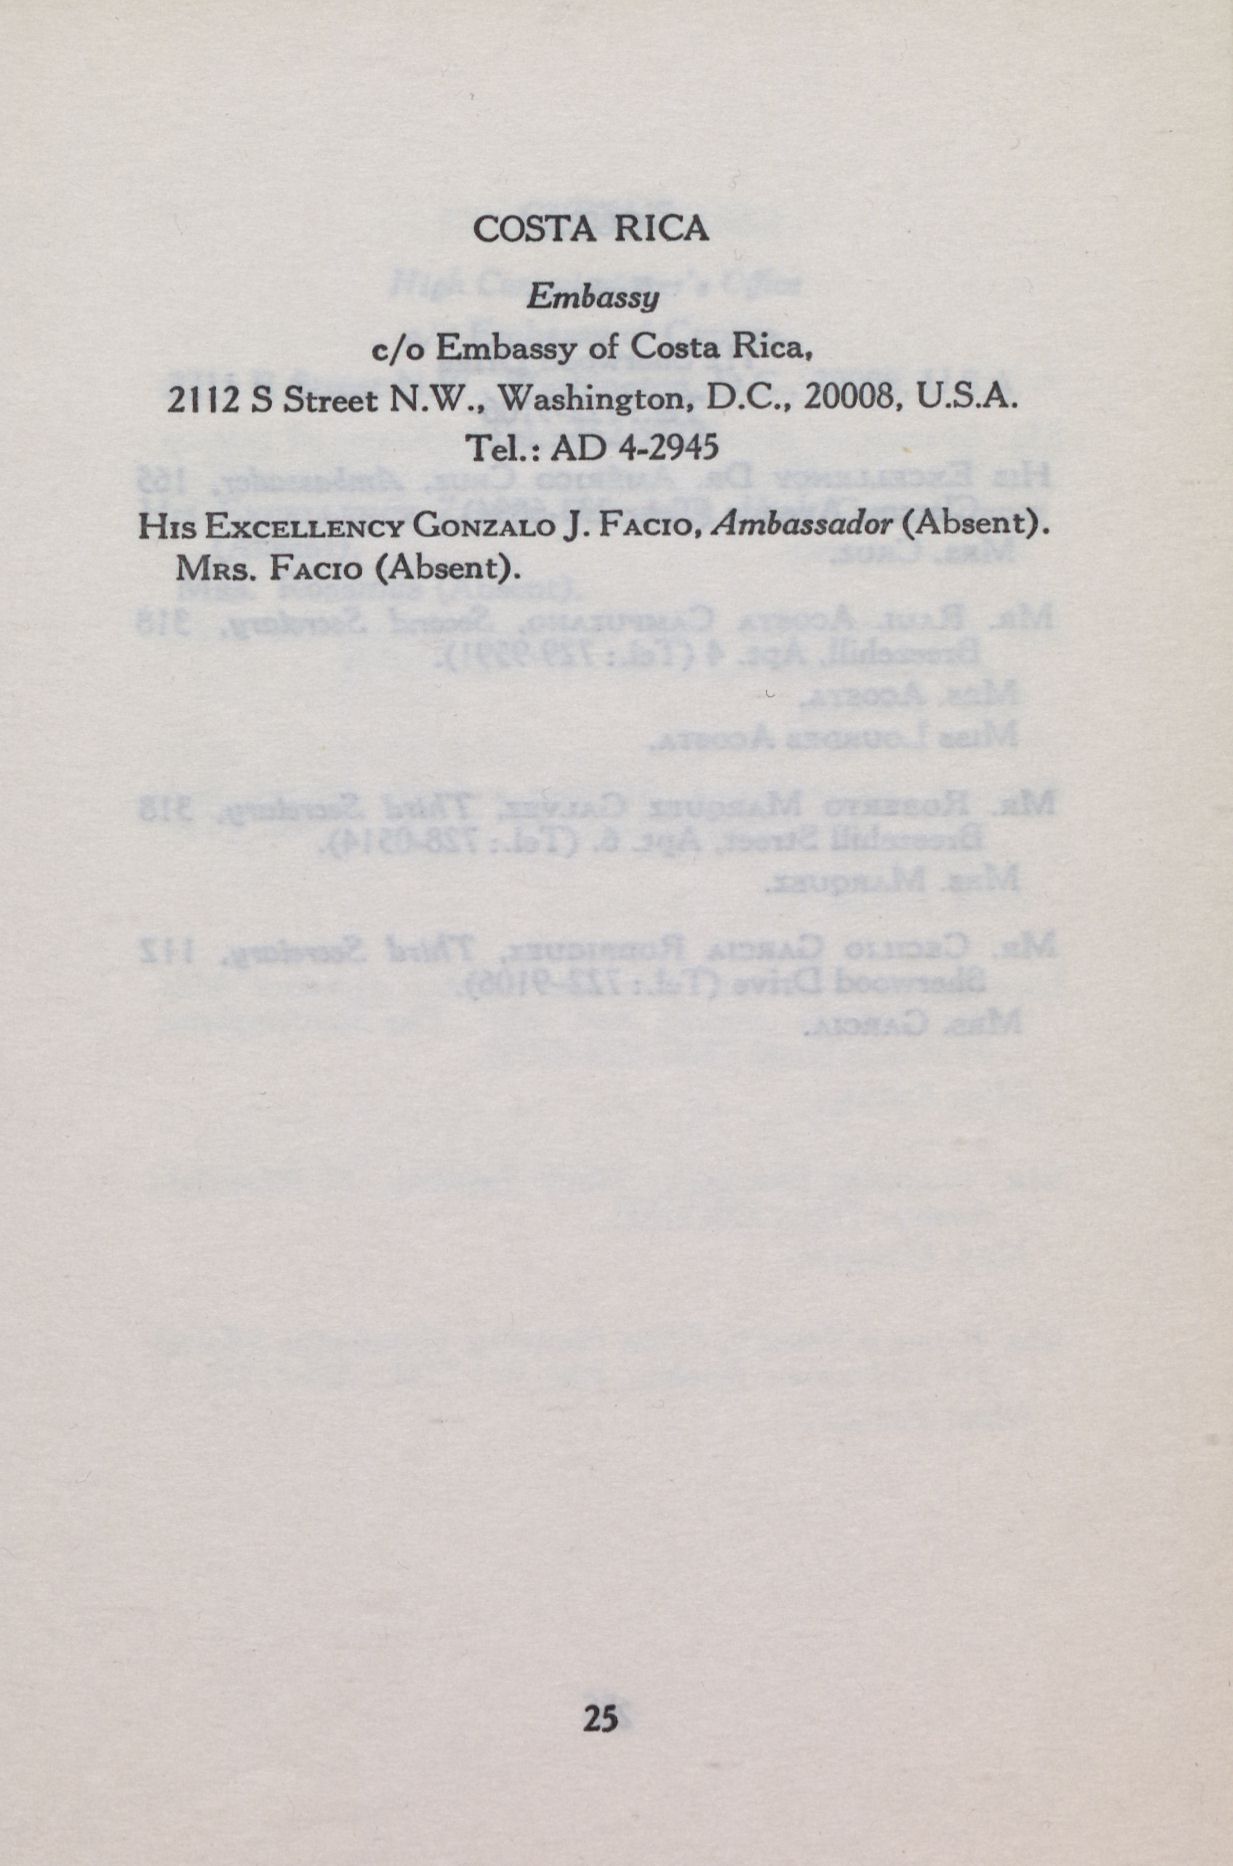 COSTA RICA
Embassy
c/o Embassy of Costa Rica,
2112 S Street N.W., Washington, D.C., 20008, U.S.A.
Tel.: AD 4-2945
HIS EXCELLENCY GONZALO J. FACIO, Ambassador (Absent).
MRS. FACIO (Absent).
25